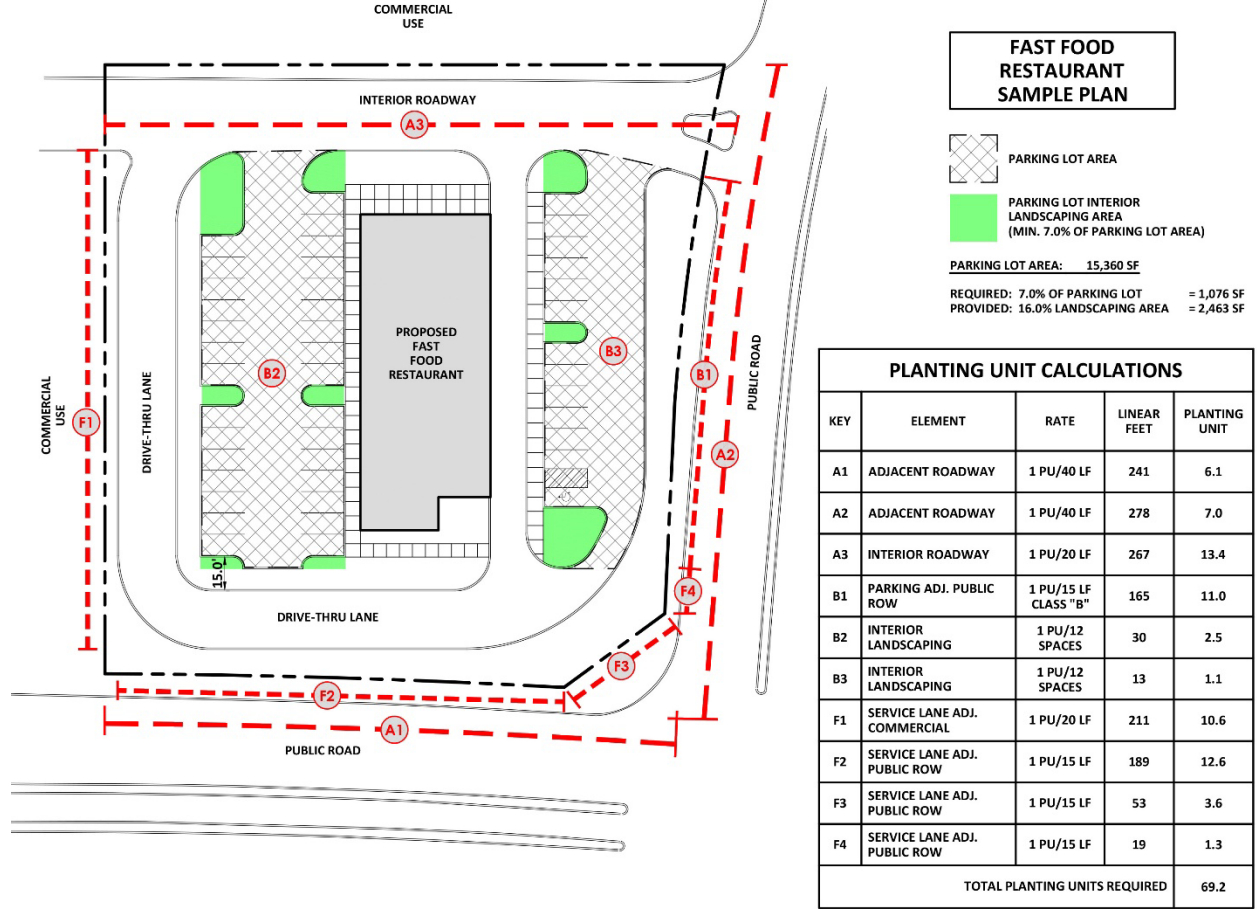 COMMERCIAL
USE
INTERIOR ROADWAY
A3
F1
COMMERCIAL
USE
DRIVE-THRU LANE
B2
PROPOSED
FAST
FOOD
RESTAURANT
B3
B1
A2
PUBLIC ROAD
15.0'
DRIVE-THRU LANE
F4
F3
F2
A1
PUBLIC ROAD
FAST FOOD
RESTAURANT
SAMPLE PLAN
PARKING LOT AREA
PARKING LOT INTERIOR
LANDSCAPING AREA
(MIN. 7.0% OF PARKING LOT AREA)
PARKING LOT AREA: 15,360 SF
REQUIRED: 7.0% OF PARKING LOT = 1,076 SF
PROVIDED: 16.0% LANDSCAPING AREA = 2,463 SF
PLANTING UNIT CALCULATIONS
KEY ELEMENT RATE LINEAR FEET PLANTING UNIT
A1 ADJACENT ROADWAY 1 PU/40 LF 241 6.1
A2 ADJACENT ROADWAY 1 PU/40 LF 278 7.0
A3 INTERIOR ROADWAY 1 PU/20 LF 267 13.4
B1 PARKING ADJ. PUBLIC ROW 1 PU/15 LF CLASS "B" 165 11.0
B2 INTERIOR LANDSCAPING 1 PU/12 SPACES 30 2.5
B3 INTERIOR LANDSCAPING 1 PU/12 SPACES 13 1.1
F1 SERVICE LANE ADJ. COMMERCIAL 1 PU/20 LF 211 10.6
F2 SERVICE LANE ADJ. PUBLIC ROW 1 PU/15 LF 189 12.6
F3 SERVICE LANE ADJ. PUBLIC ROW 1 PU/15 LF 53 3.6
F4 SERVICE LANE ADJ. PUBLIC ROW 1 PU/15 LF 19 1.3
TOTAL PLANTING UNITS REQUIRED 69.2